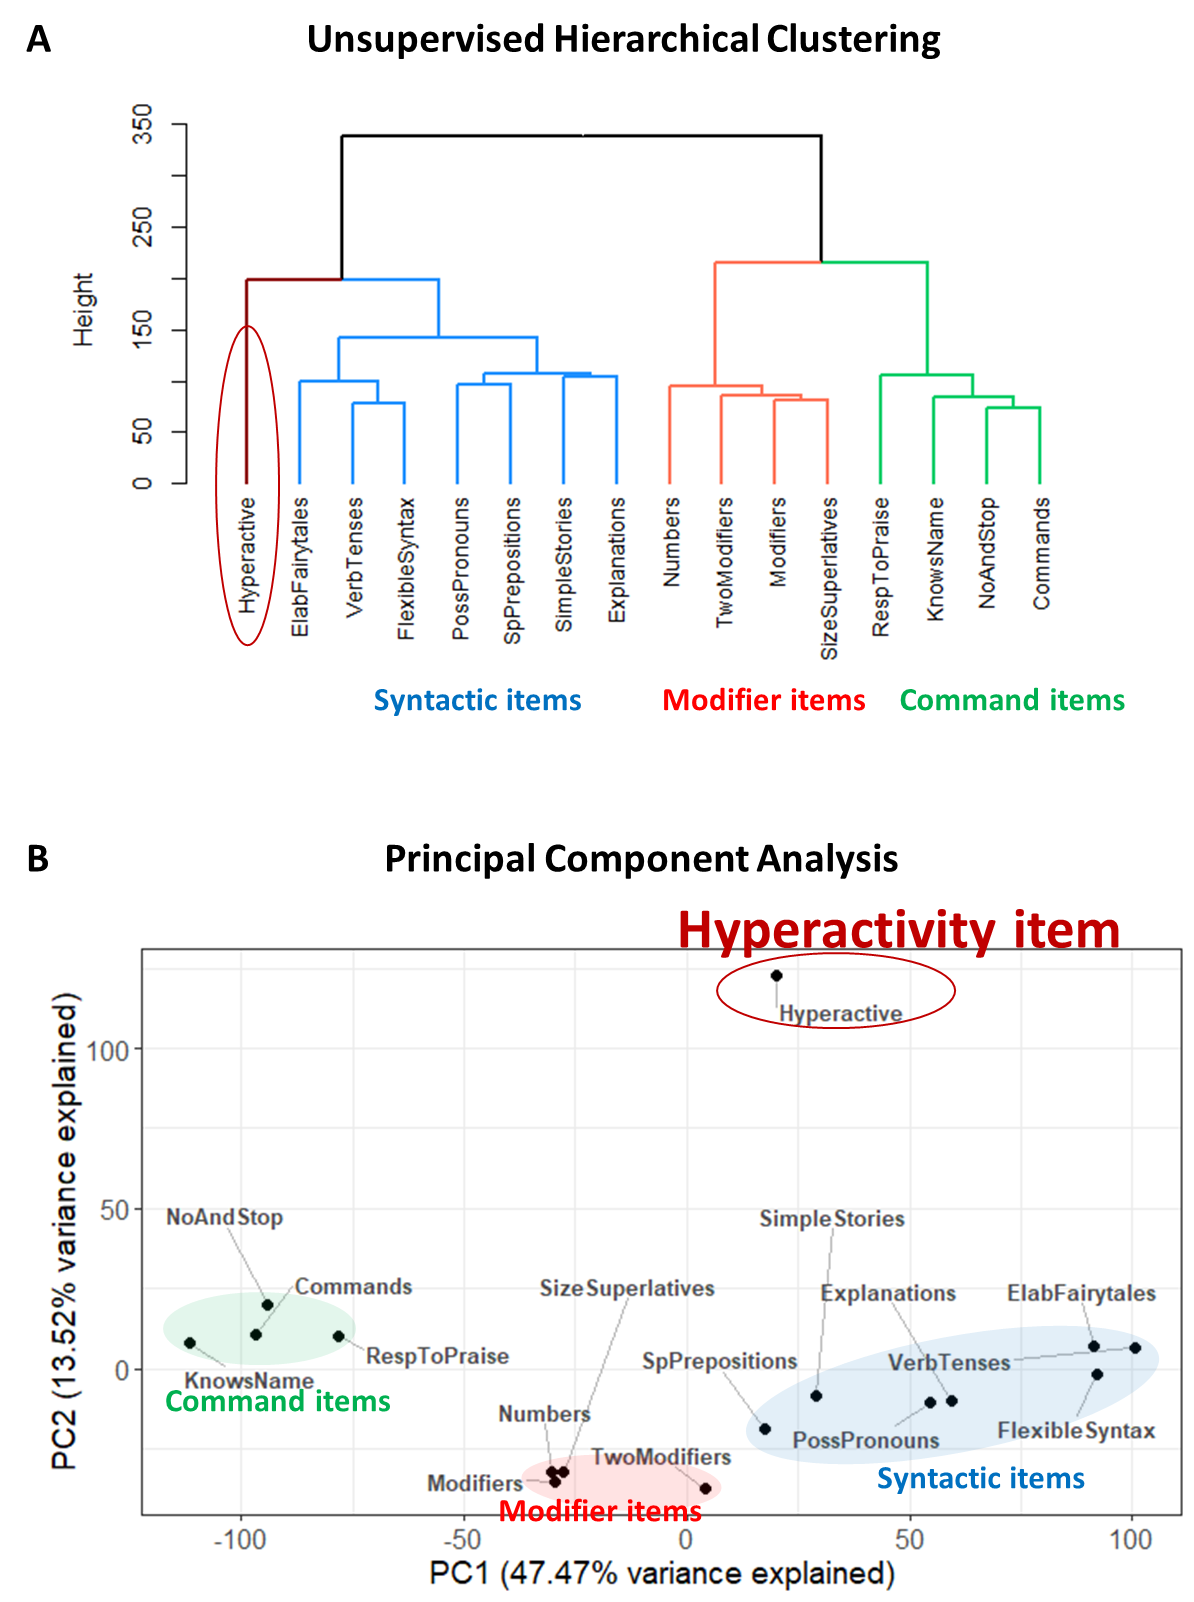 A
Unsupervised Hierarchical Clustering
Height
350
250
150
50
0
Hyperactive
ElabFairytales
VerbTenses
FlexibleSyntax
PossPronouns
SpPrepositions
SimpleStories
Explanations
Numbers
TwoModifiers
Modifiers
SizeSuperlatives
RespToPraise
KnowsName
NoAndStop
Commands
Syntactic items
Modifier items
Command items
B
Principal Component Analysis
Hyperactivity item
Hyperactive
PC2 (13.52% variance explained)
100
50
0
NoAndStop
SimpleStories
Commands
SizeSuperlatives
Explanations
ElabFairytales
RespToPraise
SpPrepositions
VerbTenses
KnowsName
Command items
Numbers
PossPronouns
FlexibleSyntax
TwoModifiers
Modifiers
Syntactic items
Modifier items
-100
-50
0
50
100
PC1 (47.47% variance explained)